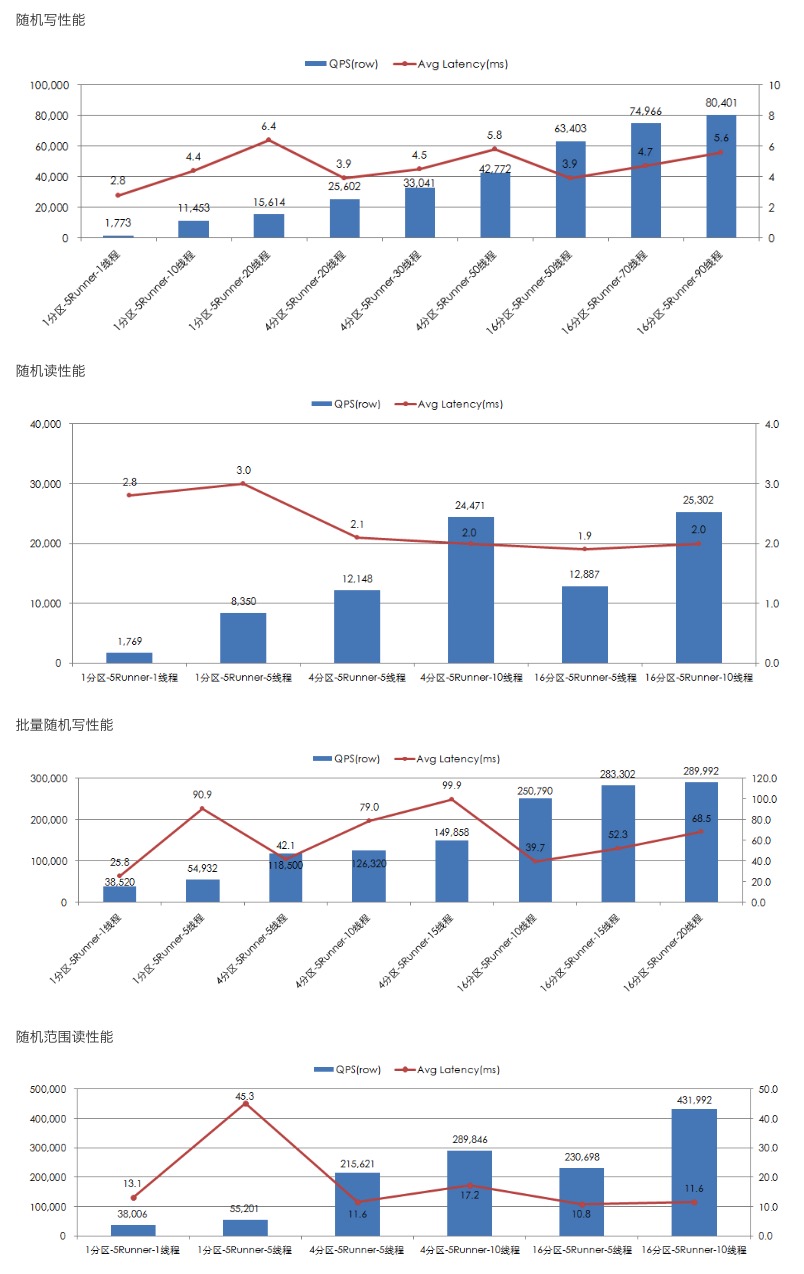 随机写性能
QPS(row) Avg Latency(ms)
100,000 10
80,000 8
60,000 6
40,000 4
20,000 2
0 0
2.8 4.4 6.4 3.9 4.5 5.8 3.9 4.7 5.6
1,773 11,453 15,614 25,602 33,041 42,772 63,403 74,966 80,401
1分区-5Runner-1线程
1分区-5Runner-10线程
1分区-5Runner-20线程
4分区-5Runner-20线程
4分区-5Runner-30线程
4分区-5Runner-50线程
16分区-5Runner-50线程
16分区-5Runner-70线程
16分区-5Runner-90线程
随机读性能
QPS(row) Avg Latency(ms)
40,000 4.0
30,000 3.0
20,000 2.0
10,000 1.0
0 0.0
2.8 3.0 2.1 2.0 1.9 2.0
1,769 8,350 12,148 24,471 12,887 25,302
1分区-5Runner-1线程 1分区-5Runner-5线程 4分区-5Runner-5线程 4分区-5Runner-10线程 16分区-5Runner-5线程 16分区-5Runner-10线程
批量随机写性能
QPS(row) Avg Latency(ms)
300,000 120.0
100.0
200,000 80.0
60.0
100,000 40.0
20.0
0 0.0
25.8 90.9 42.1 79.0 99.9 39.7 52.3 68.5
38,520 54,932 118,500 126,320 149,858 250,790 283,302 289,992
1分区-5Runner-1线程
1分区-5Runner-5线程
4分区-5Runner-5线程
4分区-5Runner-10线程
4分区-5Runner-15线程
16分区-5Runner-10线程
16分区-5Runner-15线程
16分区-5Runner-20线程
随机范围读性能
QPS(row) Avg Latency(ms)
500,000 50.0
400,000 40.0
300,000 30.0
200,000 20.0
100,000 10.0
0 0.0
13.1 45.3 11.6 17.2 10.8 11.6
38,006 55,201 215,621 289,846 230,698 431,992
1分区-5Runner-1线程 1分区-5Runner-5线程 4分区-5Runner-5线程 4分区-5Runner-10线程 16分区-5Runner-5线程 16分区-5Runner-10线程